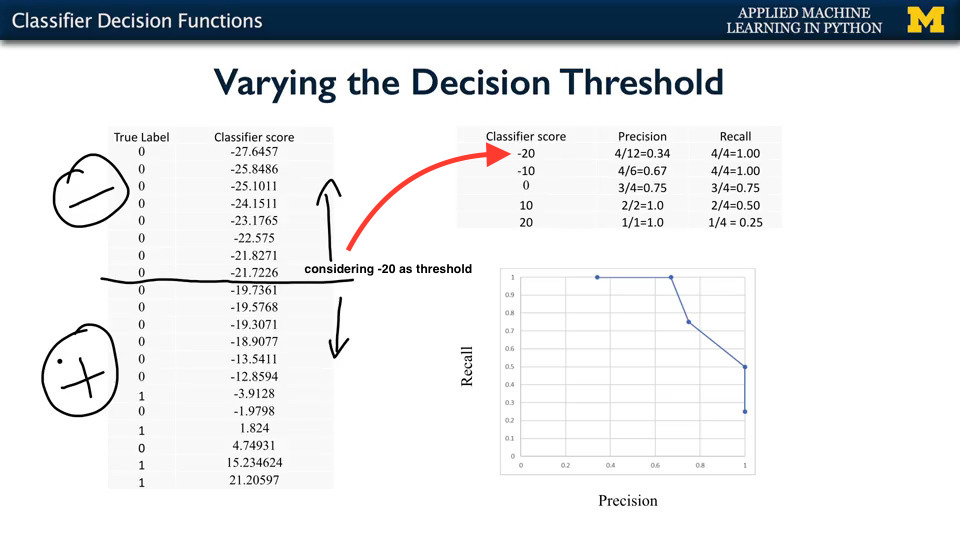 Classifier Decision Functions
APPLIED MACHINE
LEARNING IN PYTHON
M
Varying the Decision Threshold
True Label Classifier score
0 -27.6457
0 -25.8486
0 -25.1011
0 -24.1511
0 -23.1765
0 -22.575
0 -21.8271
0 -21.7226
0 -19.7361
0 -19.5768
0 -19.3071
0 -18.9077
0 -13.5411
0 -12.8594
1 -3.9128
0 -1.9798
1 1.824
0 4.74931
1 15.234624
1 21.20597
−
+
considering -20 as threshold
Classifier score Precision Recall
-20 4/12=0.34 4/4=1.00
-10 4/6=0.67 4/4=1.00
0 3/4=0.75 3/4=0.75
10 2/2=1.0 2/4=0.50
20 1/1=1.0 1/4 = 0.25
1
0.9
0.8
0.7
0.6
0.5
0.4
0.3
0.2
0.1
0
0 0.2 0.4 0.6 0.8 1
Recall
Precision